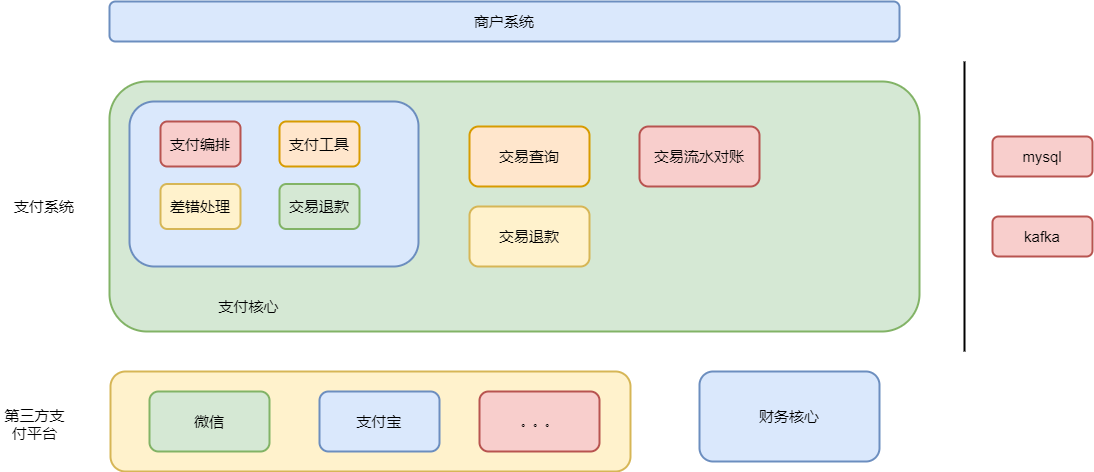 商户系统
支付编排
支付工具
交易查询
交易流水对账
mysql
差错处理
交易退款
支付系统
交易退款
kafka
支付核心
第三方支
付平台
微信
支付宝
。。。
财务核心